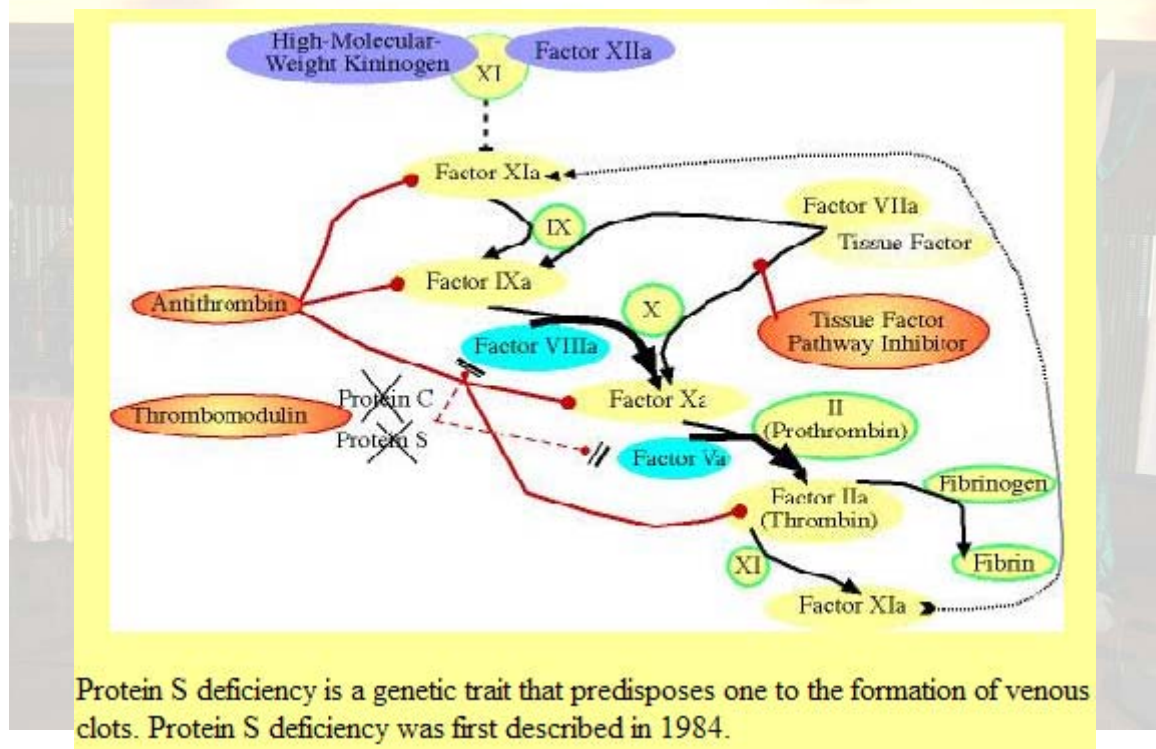 High-Molecular-
Weight Kininogen
XI
Factor XIIa
Factor XIa
Factor VIIa
Tissue Factor
IX
Factor IXa
Antithrombin
X
Tissue Factor
Pathway Inhibitor
Factor VIIIa
Protein C
Factor Xa
II
(Prothrombin)
Thrombomodulin
Protein S
Factor Va
Fibrinogen
Factor IIa
(Thrombin)
XI
Fibrin
Factor XIa
Protein S deficiency is a genetic trait that predisposes one to the formation of venous
clots. Protein S deficiency was first described in 1984.